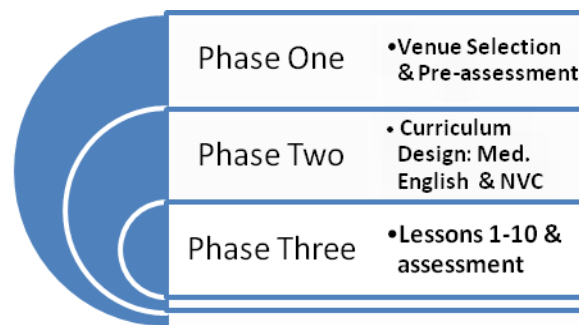 Phase One
•Venue Selection
& Pre-assessment
Phase Two
• Curriculum
Design: Med.
English & NVC
Phase Three
•Lessons 1-10 &
assessment